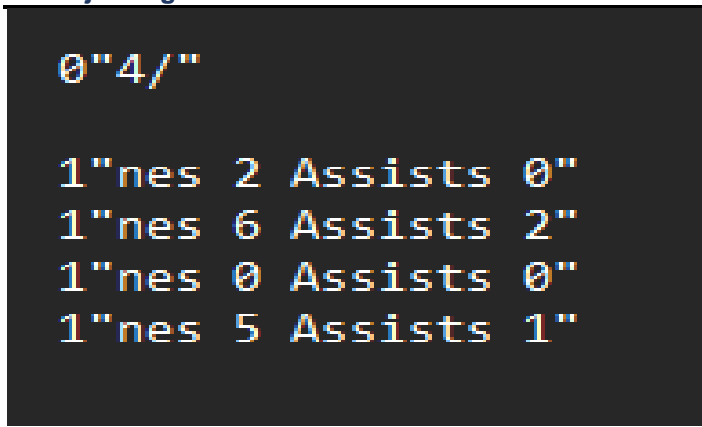 0"4/"
1"nes 2 Assists 0"
1"nes 6 Assists 2"
1"nes 0 Assists 0"
1"nes 5 Assists 1"